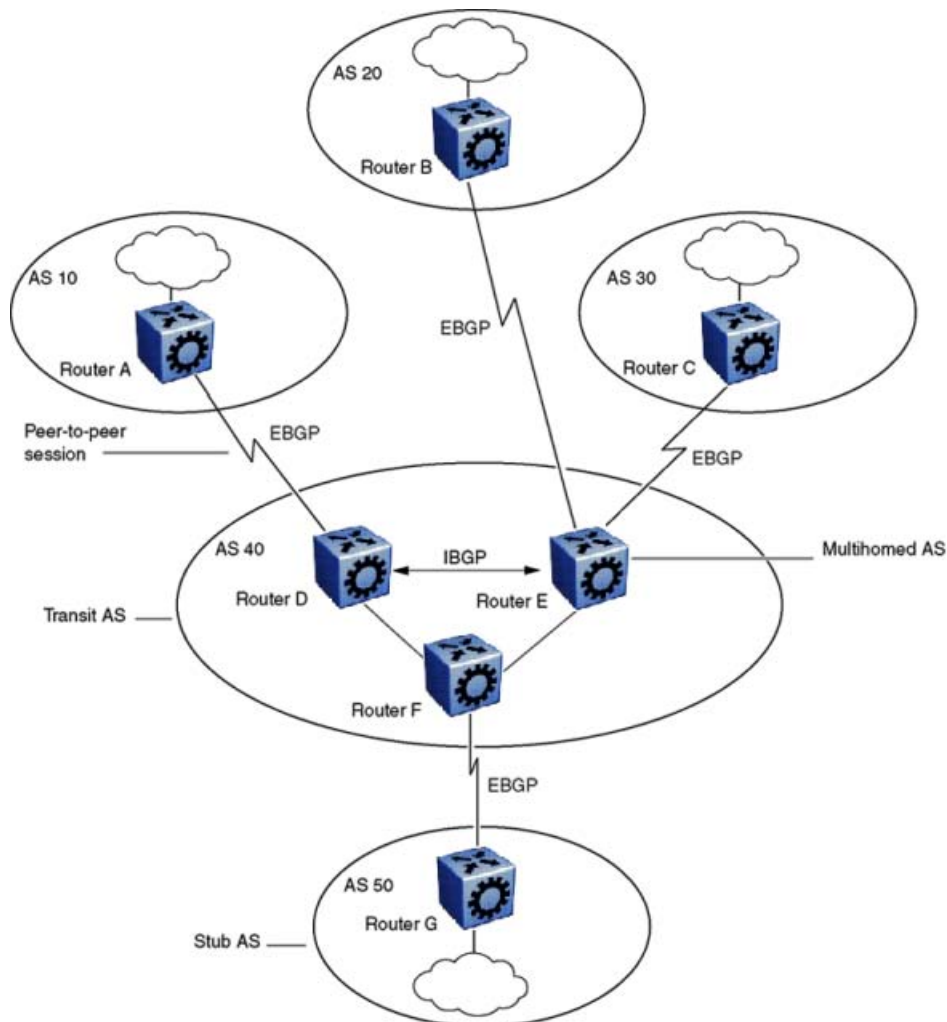 AS 20
Router B
AS 10
Router A
AS 30
Router C
EBGP
Peer-to-peer
session
EBGP
EBGP
AS 40
IBGP
Multihomed AS
Router D
Router E
Transit AS
Router F
EBGP
AS 50
Router G
Stub AS